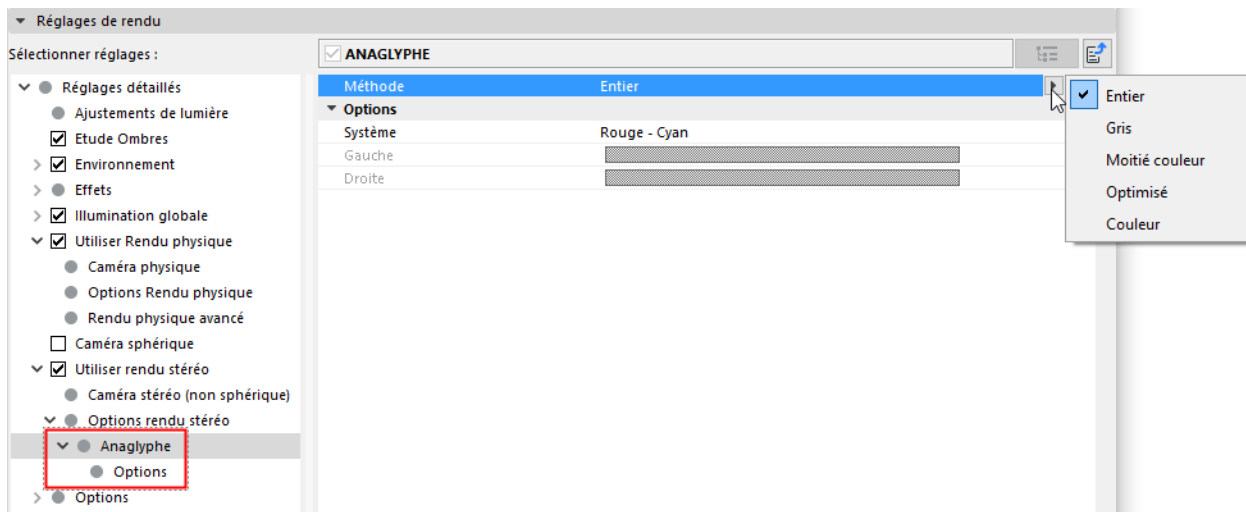 Réglages de rendu
Sélectionner réglages :
ANAGLYPHE
Réglages détaillés
Ajustements de lumière
Etude Ombres
Environnement
Effets
Illumination globale
Utiliser Rendu physique
Caméra physique
Options Rendu physique
Rendu physique avancé
Caméra sphérique
Utiliser rendu stéréo
Caméra stéréo (non sphérique)
Options rendu stéréo
Anaglyphe
Options
Options
Méthode Entier
Options
Système Rouge - Cyan
Gauche
Droite
Entier
Gris
Moitié couleur
Optimisé
Couleur